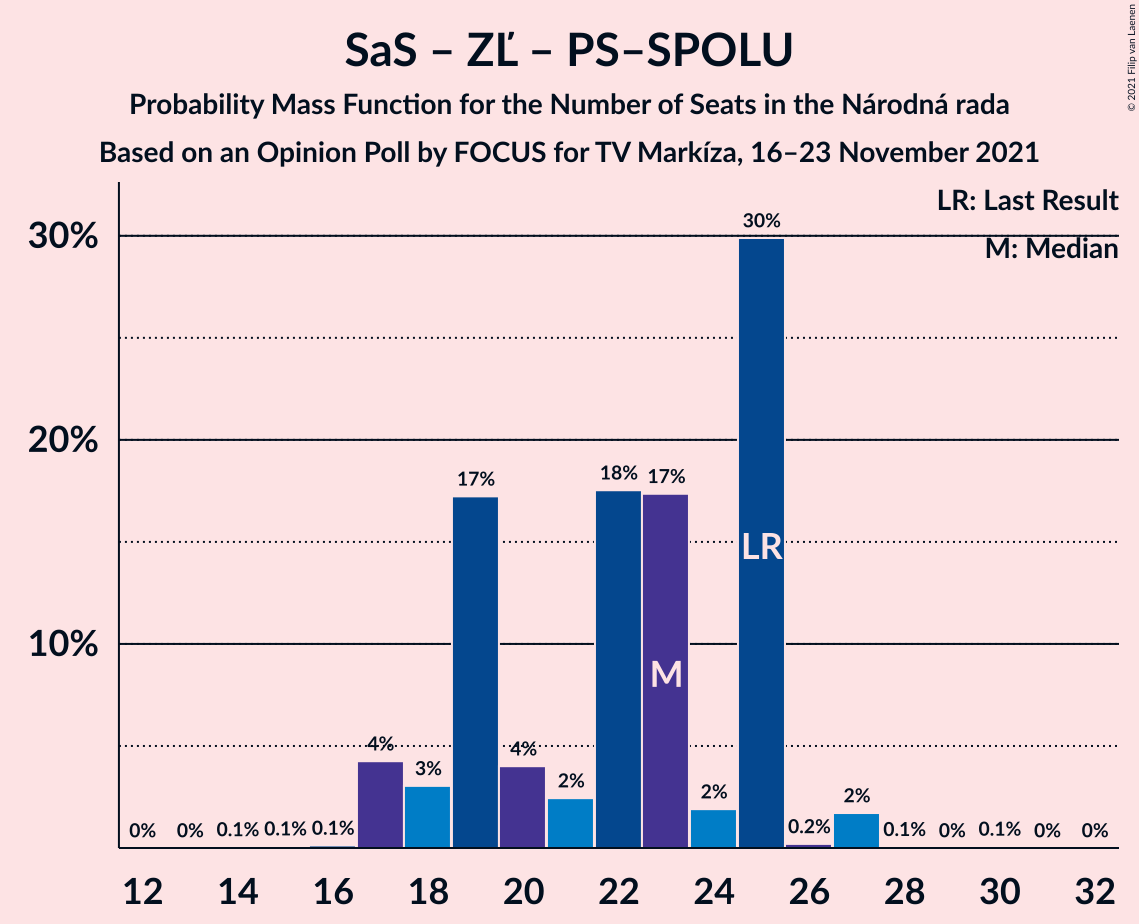 SaS – ZĽ – PS–SPOLU
Probability Mass Function for the Number of Seats in the Národná rada
Based on an Opinion Poll by FOCUS for TV Markíza, 16–23 November 2021
© 2021 Filip van Laenen
LR: Last Result
M: Median
30%
20%
10%
0% 0% 0.1% 0.1% 0.1% 4% 3% 17% 4% 2% 18% 17% 2% 30% 0.2% 2% 0.1% 0% 0.1% 0% 0%
LR
M
12 14 16 18 20 22 24 26 28 30 32